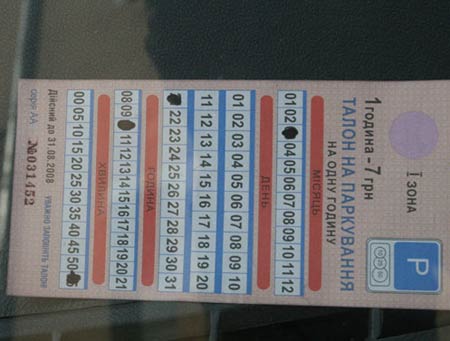 І ЗОНА
P
1 година - 7 грн
ТАЛОН НА ПАРКУВАННЯ
НА ОДНУ ГОДИНУ
МІСЯЦЬ
01 02 04 05 06 07 08 09 10 11 12
ДЕНЬ
01 02 03 04 05 06 07 08 09 10
11 12 13 14 15 16 17 18 19 20
22 23 24 25 26 27 28 29 30 31
ГОДИНА
08 09 11 12 13 14 15 16 17 18 19 20 21
ХВИЛИНА
00 05 10 15 20 25 30 35 40 45 50
Дійсний до 31.08.2008 УВАЖНО ЗАПОВНІТЬ ТАЛОН
серія АА №031452